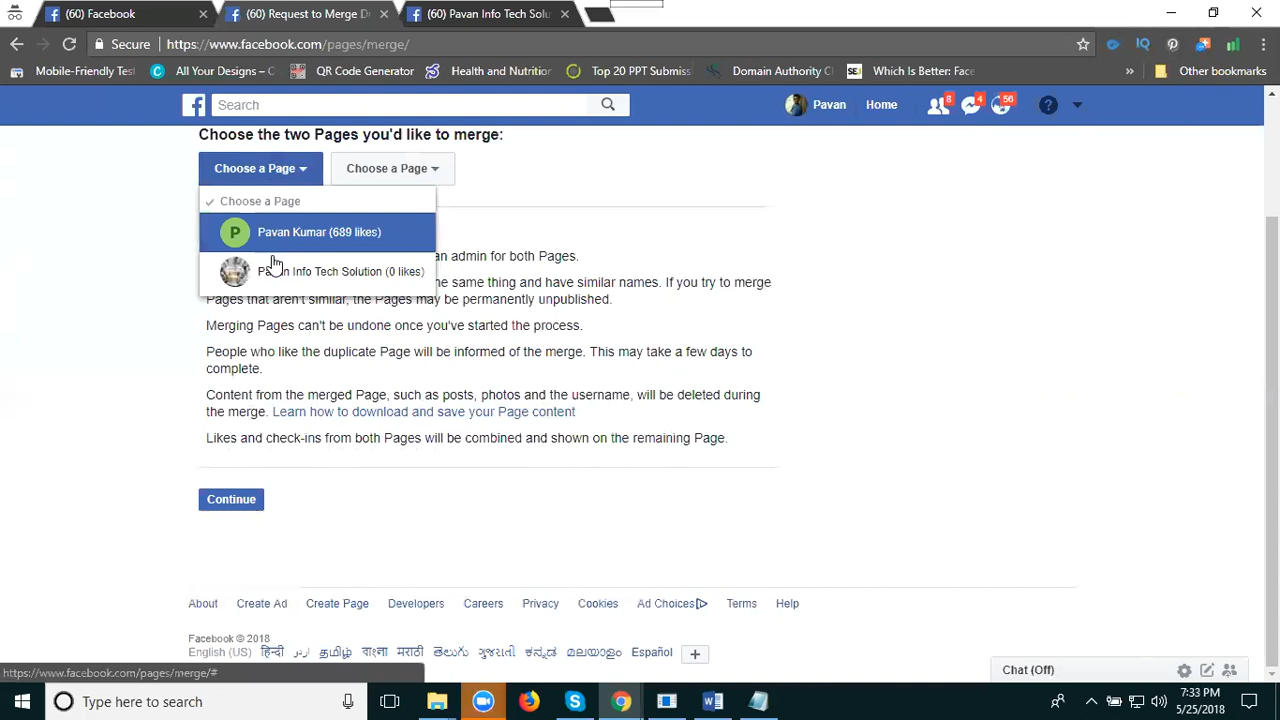 (60) Facebook
(60) Request to Merge D
(60) Pavan Info Tech Solu
Secure
https://www.facebook.com/pages/merge/
Mobile-Friendly Test
All Your Designs – C
QR Code Generator
Health and Nutrition
Top 20 PPT Submiss
Domain Authority C
SEJ
Which Is Better: Face
»
Other bookmarks
Search
Pavan
Home
8
4
56
Choose the two Pages you'd like to merge:
Choose a Page
Choose a Page
Choose a Page
P
Pavan Kumar (689 likes)
an admin for both Pages.
Pavan Info Tech Solution (0 likes)
the same thing and have similar names. If you try to merge
Pages that aren't similar, the Pages may be permanently unpublished.
Merging Pages can't be undone once you've started the process.
People who like the duplicate Page will be informed of the merge. This may take a few days to
complete.
Content from the merged Page, such as posts, photos and the username, will be deleted during
the merge. Learn how to download and save your Page content
Likes and check-ins from both Pages will be combined and shown on the remaining Page.
Continue
About
Create Ad
Create Page
Developers
Careers
Privacy
Cookies
Ad Choices
Terms
Help
Facebook © 2018
English (US)
हिन्दी
اردو
தமிழ்
বাংলা
मराठी
తెలుగు
ગુજરાતી
ಕನ್ನಡ
മലയാളം
Español
https://www.facebook.com/pages/merge/#
Chat (Off)
Type here to search
7:33 PM
5/25/2018